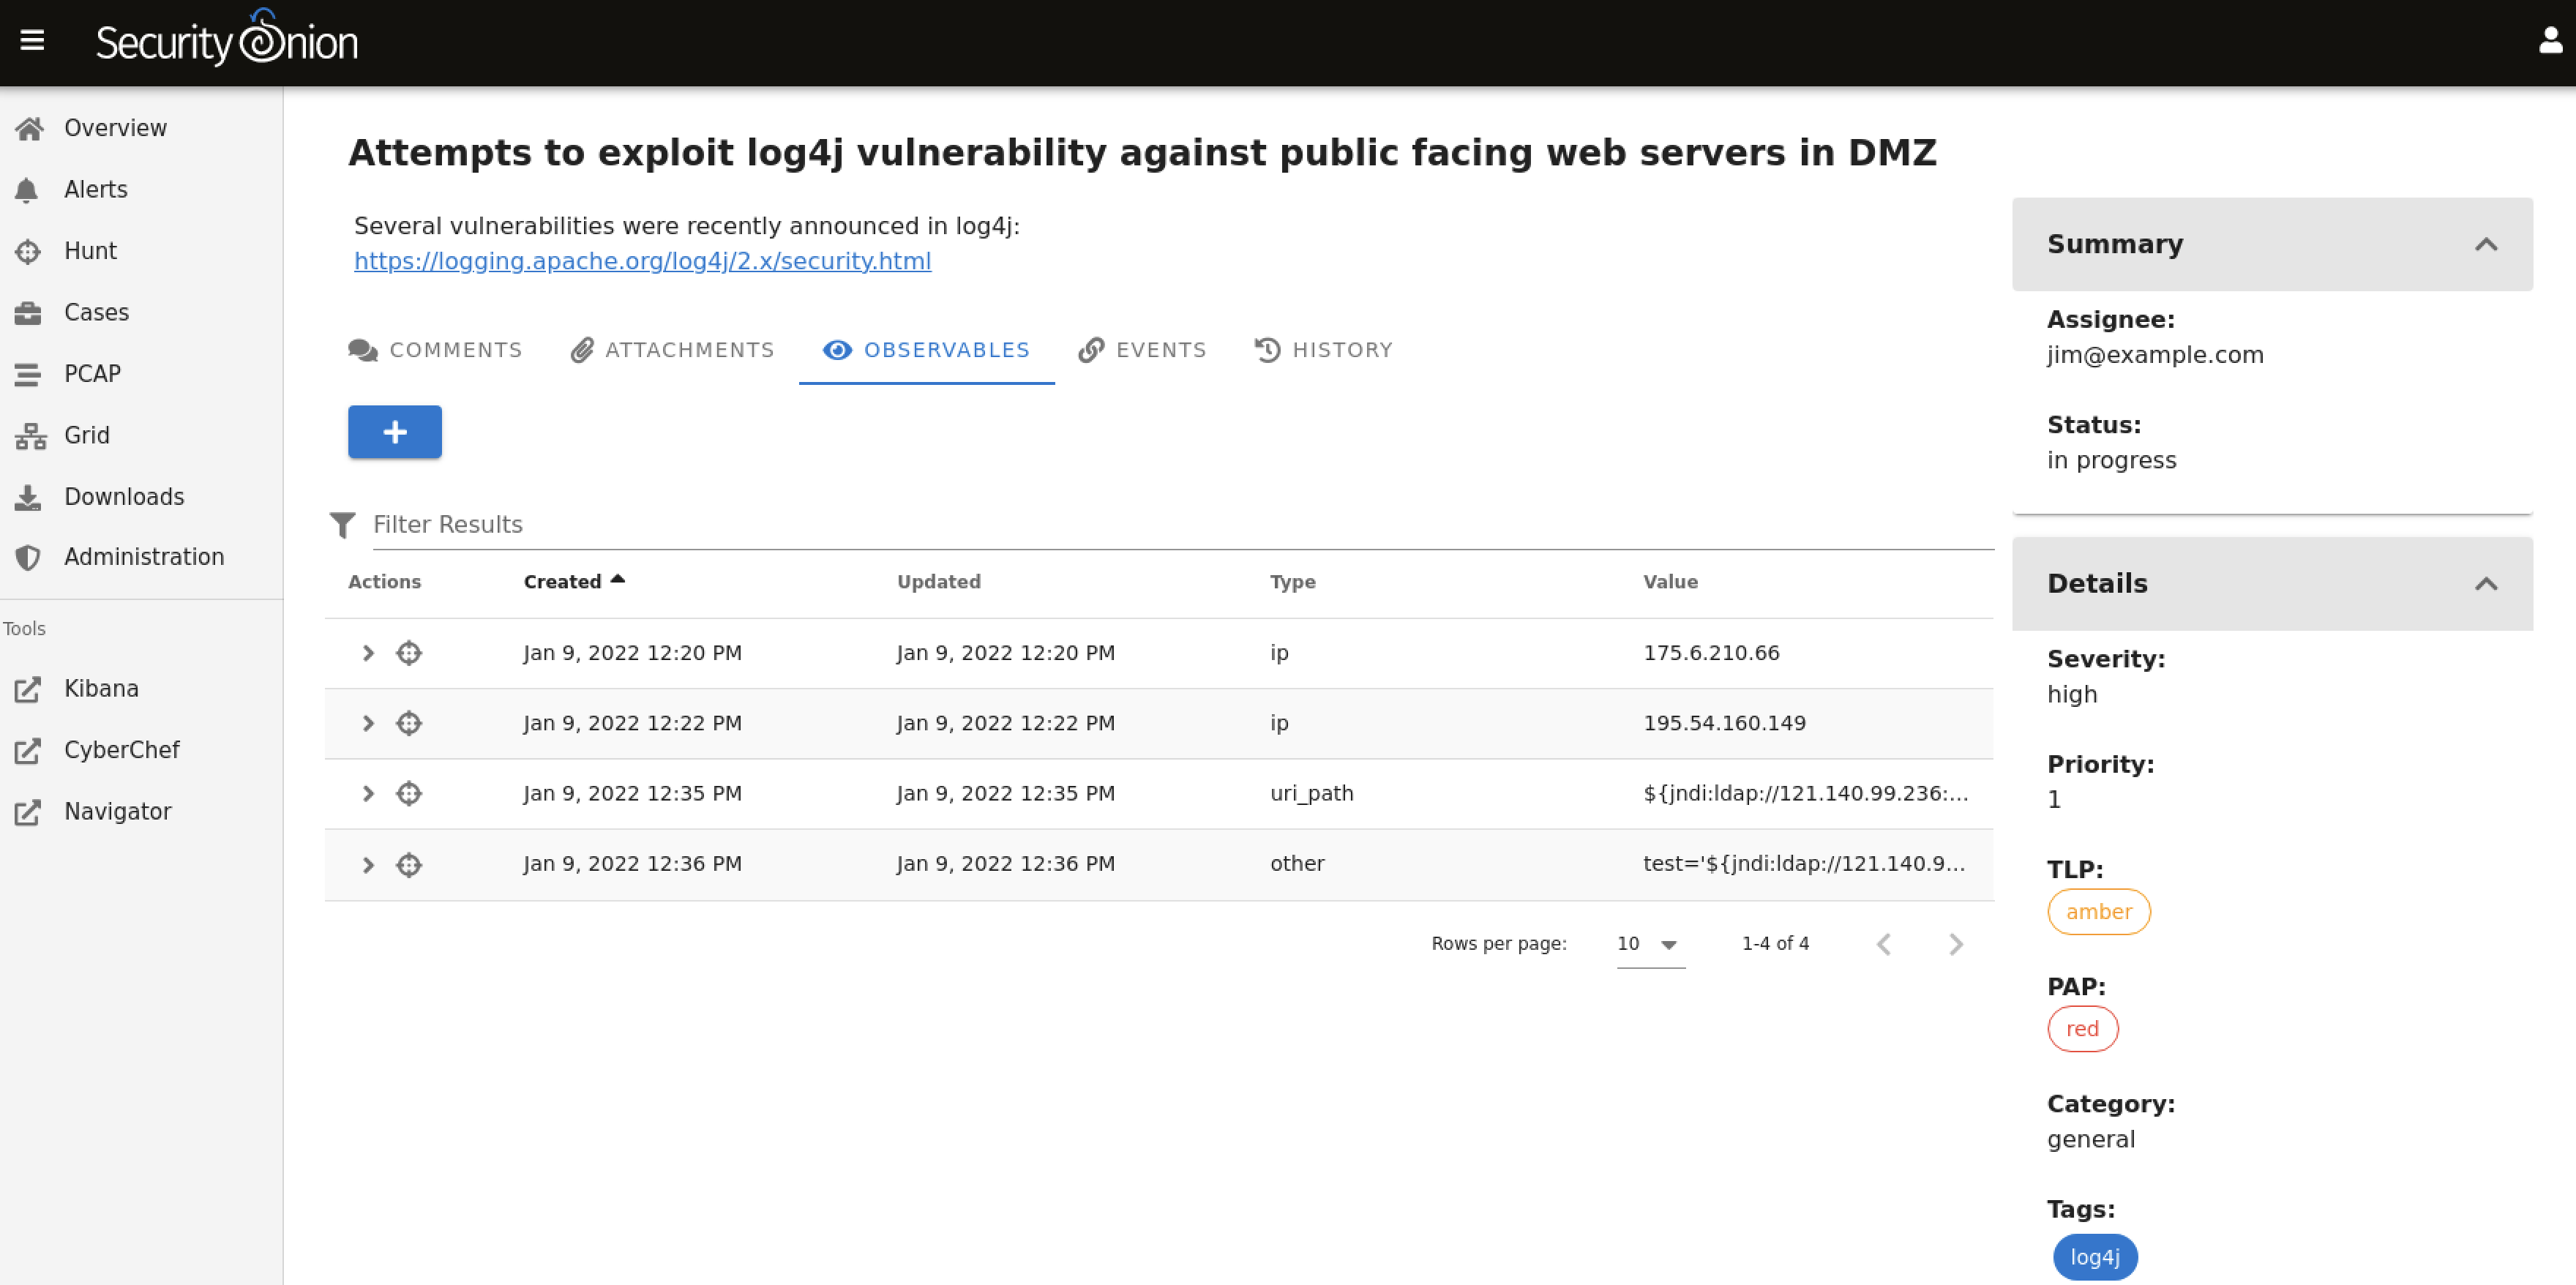 Security Onion
Overview
Alerts
Hunt
Cases
PCAP
Grid
Downloads
Administration
Tools
Kibana
CyberChef
Navigator
Attempts to exploit log4j vulnerability against public facing web servers in DMZ
Several vulnerabilities were recently announced in log4j:
https://logging.apache.org/log4j/2.x/security.html
COMMENTS ATTACHMENTS OBSERVABLES EVENTS HISTORY
+
Filter Results
Actions Created Updated Type Value
Jan 9, 2022 12:20 PM Jan 9, 2022 12:20 PM ip 175.6.210.66
Jan 9, 2022 12:22 PM Jan 9, 2022 12:22 PM ip 195.54.160.149
Jan 9, 2022 12:35 PM Jan 9, 2022 12:35 PM uri_path ${jndi:ldap://121.140.99.236:...
Jan 9, 2022 12:36 PM Jan 9, 2022 12:36 PM other test='${jndi:ldap://121.140.9...
Rows per page: 10 1-4 of 4
Summary
Assignee:
jim@example.com
Status:
in progress
Details
Severity:
high
Priority:
1
TLP:
amber
PAP:
red
Category:
general
Tags:
log4j